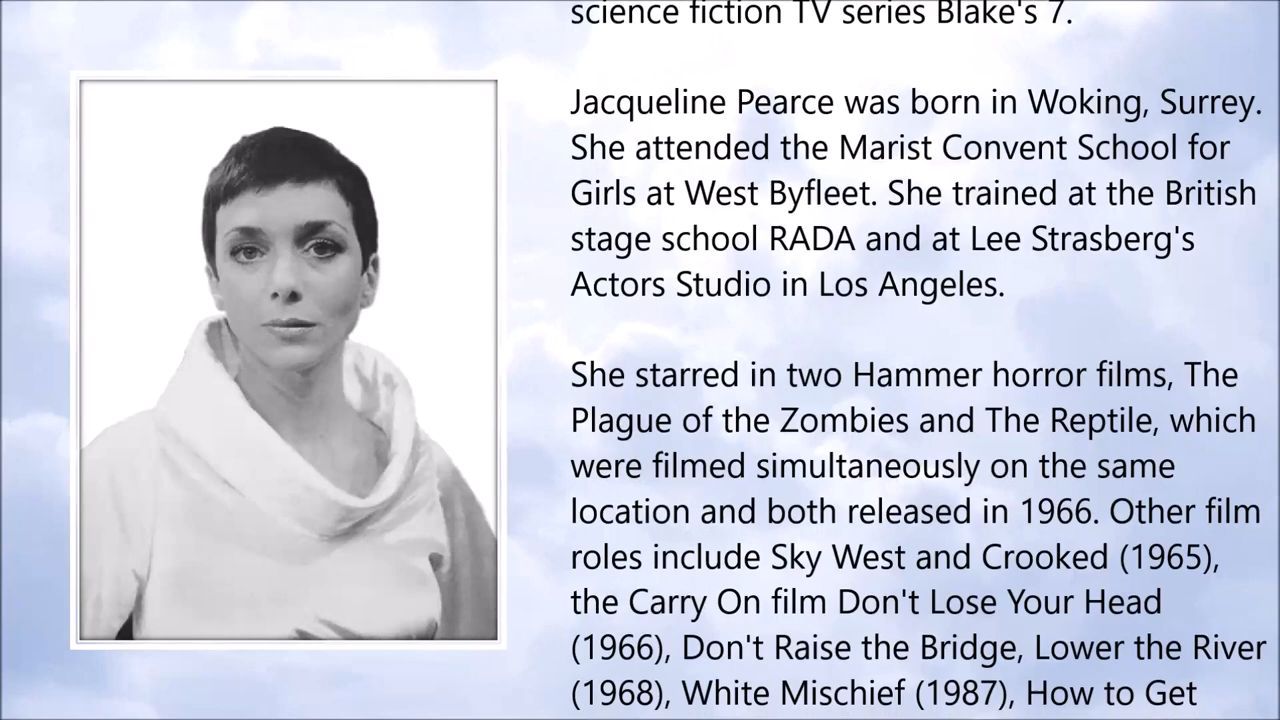 science fiction TV series Blake's 7.
Jacqueline Pearce was born in Woking, Surrey.
She attended the Marist Convent School for
Girls at West Byfleet. She trained at the British
stage school RADA and at Lee Strasberg's
Actors Studio in Los Angeles.
She starred in two Hammer horror films, The
Plague of the Zombies and The Reptile, which
were filmed simultaneously on the same
location and both released in 1966. Other film
roles include Sky West and Crooked (1965),
the Carry On film Don't Lose Your Head
(1966), Don't Raise the Bridge, Lower the River
(1968), White Mischief (1987), How to Get